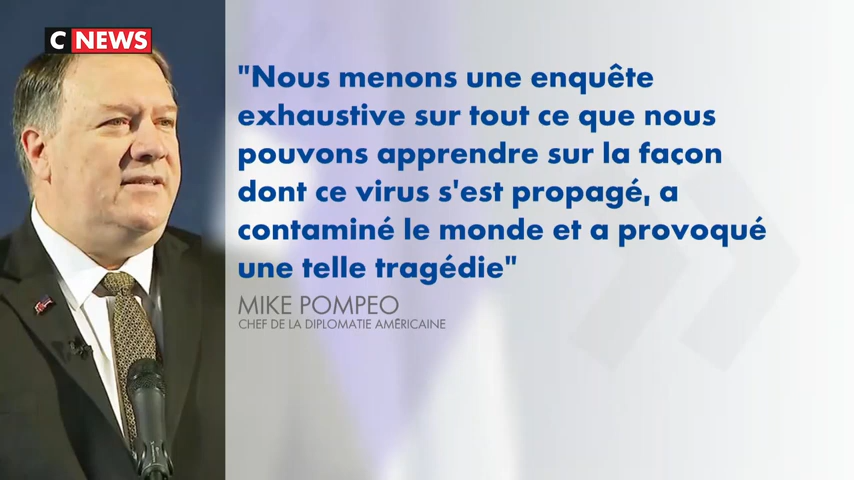 C NEWS
"Nous menons une enquête
exhaustive sur tout ce que nous
pouvons apprendre sur la façon
dont ce virus s'est propagé, a
contaminé le monde et a provoqué
une telle tragédie"
MIKE POMPEO
CHEF DE LA DIPLOMATIE AMÉRICAINE